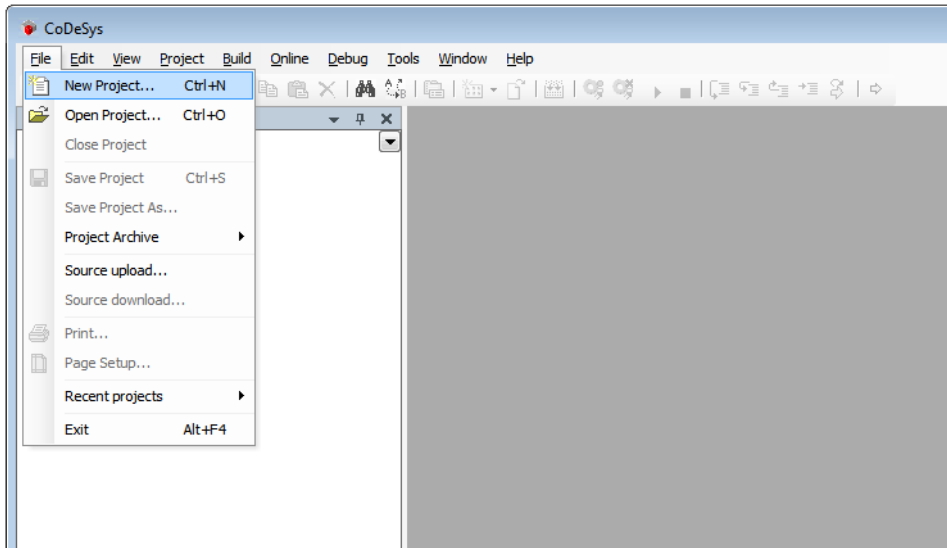 CoDeSys
File Edit View Project Build Online Debug Tools Window Help
New Project... Ctrl+N
Open Project... Ctrl+O
Close Project
Save Project Ctrl+S
Save Project As...
Project Archive
Source upload...
Source download...
Print...
Page Setup...
Recent projects
Exit Alt+F4